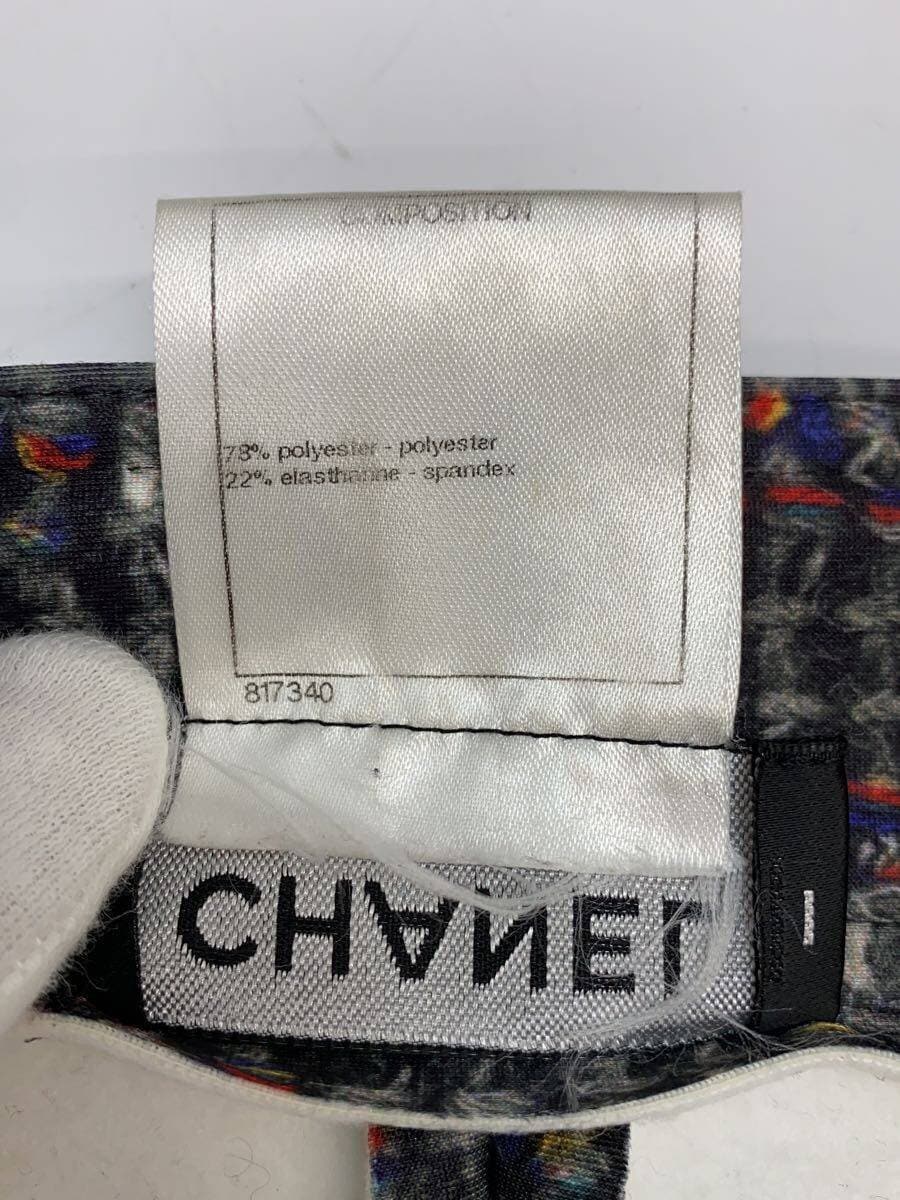 COMPOSITION
78% polyester - polyester
22% elasthanne - spandex
817340
CHANEL